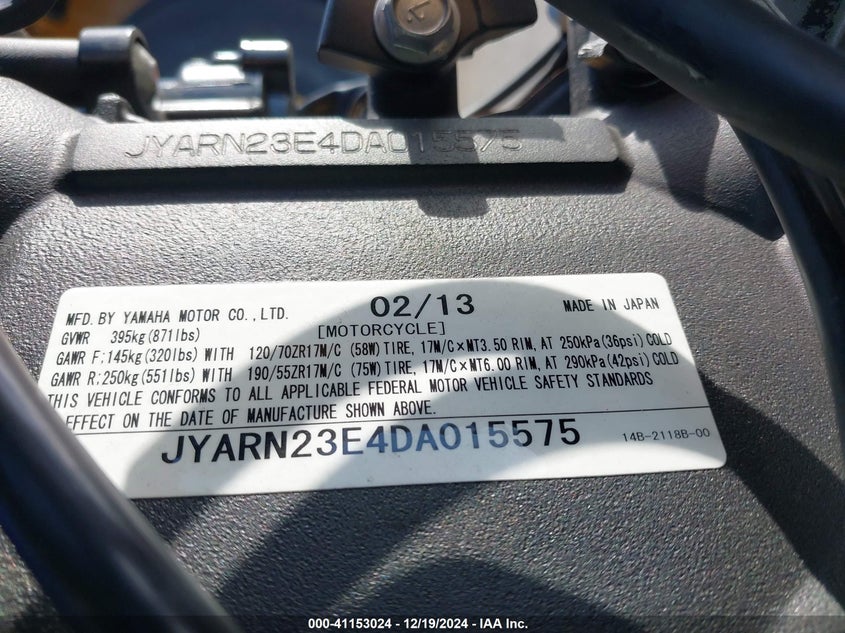 JYARN23E4DA015575
MFD. BY YAMAHA MOTOR CO., LTD. 02/13 MADE IN JAPAN
GVWR 395kg (871lbs) [MOTORCYCLE]
GAWR F:145kg (320lbs) WITH 120/70ZR17M/C (58W) TIRE, 17M/C×MT3.50 RIM, AT 250kPa(36psi) COLD
GAWR R:250kg (551lbs) WITH 190/55ZR17M/C (75W) TIRE, 17M/C×MT6.00 RIM, AT 290kPa(42psi) COLD
THIS VEHICLE CONFORMS TO ALL APPLICABLE FEDERAL MOTOR VEHICLE SAFETY STANDARDS
EFFECT ON THE DATE OF MANUFACTURE SHOWN ABOVE.
JYARN23E4DA015575 14B-2118B-00
000-41153024 - 12/19/2024 - IAA Inc.